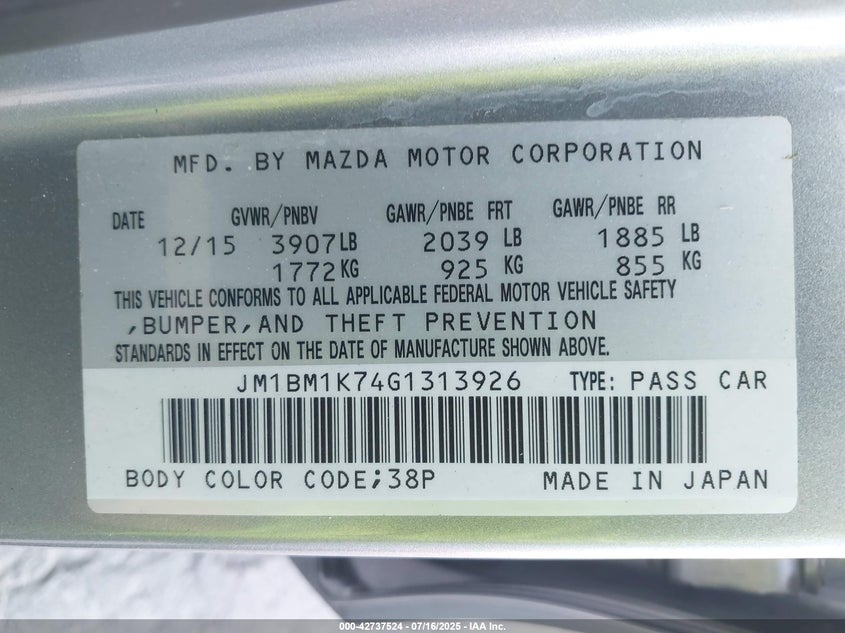 MFD. BY MAZDA MOTOR CORPORATION
DATE GVWR/PNBV GAWR/PNBE FRT GAWR/PNBE RR
12/15 3907LB 2039 LB 1885 LB
1772KG 925 KG 855 KG
THIS VEHICLE CONFORMS TO ALL APPLICABLE FEDERAL MOTOR VEHICLE SAFETY
,BUMPER,AND THEFT PREVENTION
STANDARDS IN EFFECT ON THE DATE OF MANUFACTURE SHOWN ABOVE.
JM1BM1K74G1313926 TYPE: PASS CAR
BODY COLOR CODE;38P MADE IN JAPAN
000-42737524 - 07/16/2025 - IAA Inc.